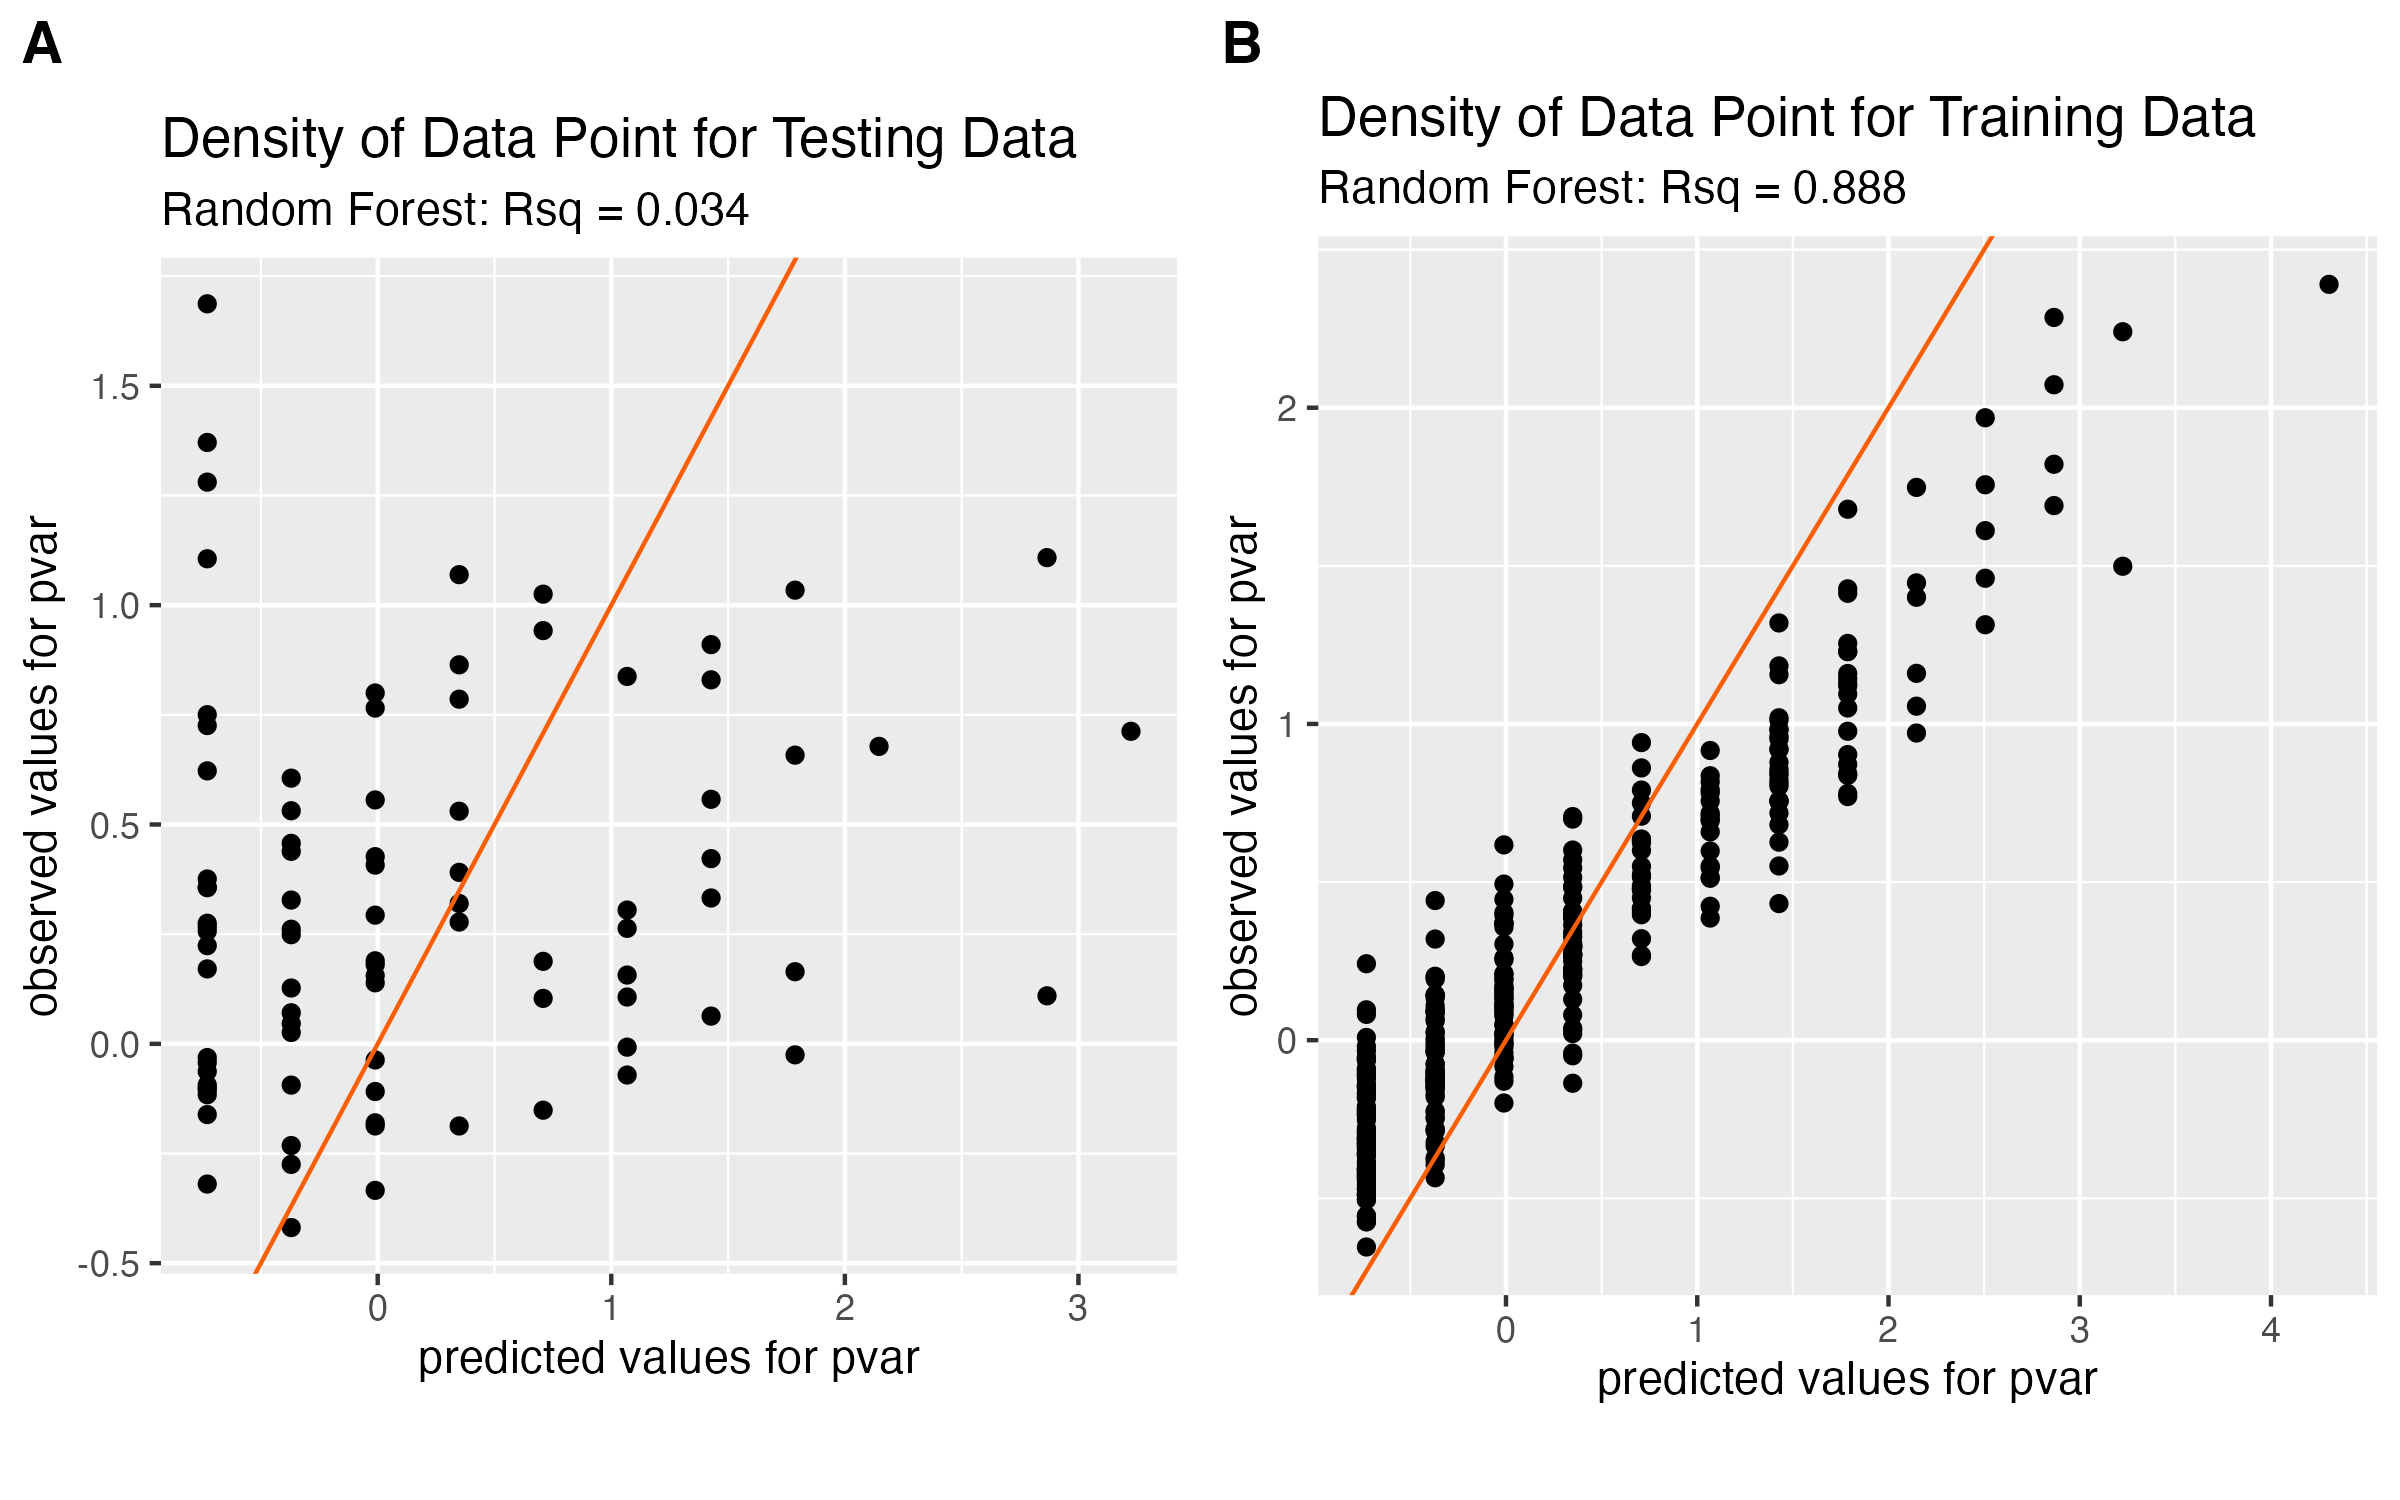 A
Density of Data Point for Testing Data
Random Forest: Rsq = 0.034
observed values for pvar
1.5
1.0
0.5
0.0
-0.5
0 1 2 3
predicted values for pvar
B
Density of Data Point for Training Data
Random Forest: Rsq = 0.888
observed values for pvar
2
1
0
0 1 2 3 4
predicted values for pvar